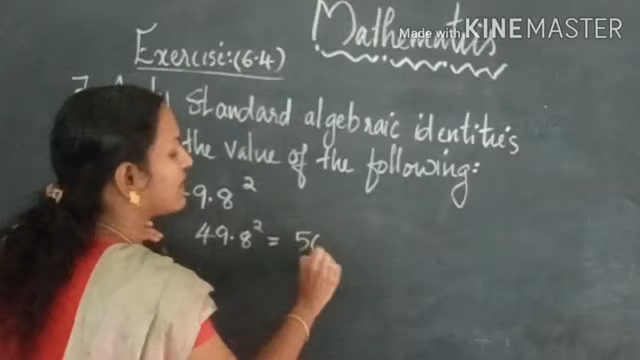 Mathematics
Made with KINEMASTER
Exercise:(6.4)
Standard algebraic identities
the value of the following:
9.8²
49.8² = 50